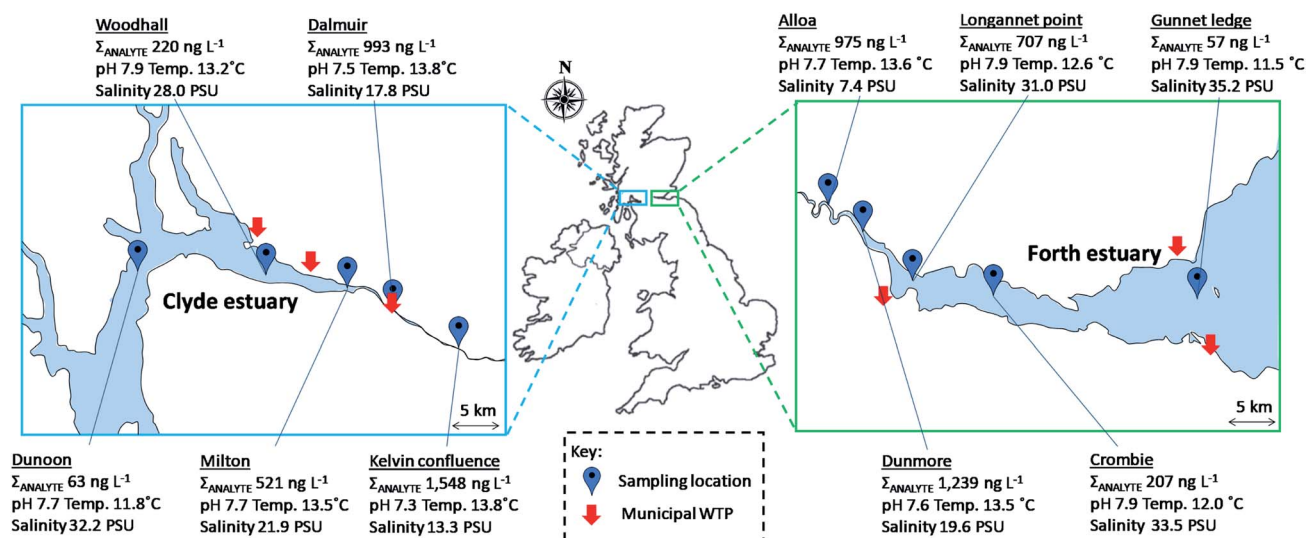 Woodhall
ΣANALYTE 220 ng L⁻¹
pH 7.9 Temp. 13.2˚C
Salinity 28.0 PSU
Dalmuir
ΣANALYTE 993 ng L⁻¹
pH 7.5 Temp. 13.8˚C
Salinity 17.8 PSU
N
Alloa
ΣANALYTE 975 ng L⁻¹
pH 7.7 Temp. 13.6 ˚C
Salinity 7.4 PSU
Longannet point
ΣANALYTE 707 ng L⁻¹
pH 7.9 Temp. 12.6 ˚C
Salinity 31.0 PSU
Gunnet ledge
ΣANALYTE 57 ng L⁻¹
pH 7.9 Temp. 11.5 ˚C
Salinity 35.2 PSU
Clyde estuary
5 km
Forth estuary
5 km
Dunoon
ΣANALYTE 63 ng L⁻¹
pH 7.7 Temp. 11.8˚C
Salinity 32.2 PSU
Milton
ΣANALYTE 521 ng L⁻¹
pH 7.7 Temp. 13.5˚C
Salinity 21.9 PSU
Kelvin confluence
ΣANALYTE 1,548 ng L⁻¹
pH 7.3 Temp. 13.8˚C
Salinity 13.3 PSU
Key:
Sampling location
Municipal WTP
Dunmore
ΣANALYTE 1,239 ng L⁻¹
pH 7.6 Temp. 13.5 ˚C
Salinity 19.6 PSU
Crombie
ΣANALYTE 207 ng L⁻¹
pH 7.9 Temp. 12.0 ˚C
Salinity 33.5 PSU